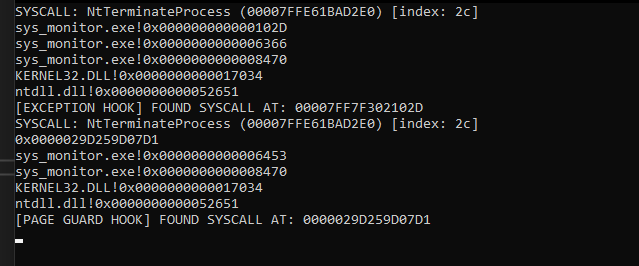 SYSCALL: NtTerminateProcess (00007FFE61BAD2E0) [index: 2c]
sys_monitor.exe!0x000000000000102D
sys_monitor.exe!0x0000000000006366
sys_monitor.exe!0x0000000000008470
KERNEL32.DLL!0x0000000000017034
ntdll.dll!0x0000000000052651
[EXCEPTION HOOK] FOUND SYSCALL AT: 00007FF7F302102D
SYSCALL: NtTerminateProcess (00007FFE61BAD2E0) [index: 2c]
0x0000029D259D07D1
sys_monitor.exe!0x0000000000006453
sys_monitor.exe!0x0000000000008470
KERNEL32.DLL!0x0000000000017034
ntdll.dll!0x0000000000052651
[PAGE GUARD HOOK] FOUND SYSCALL AT: 0000029D259D07D1